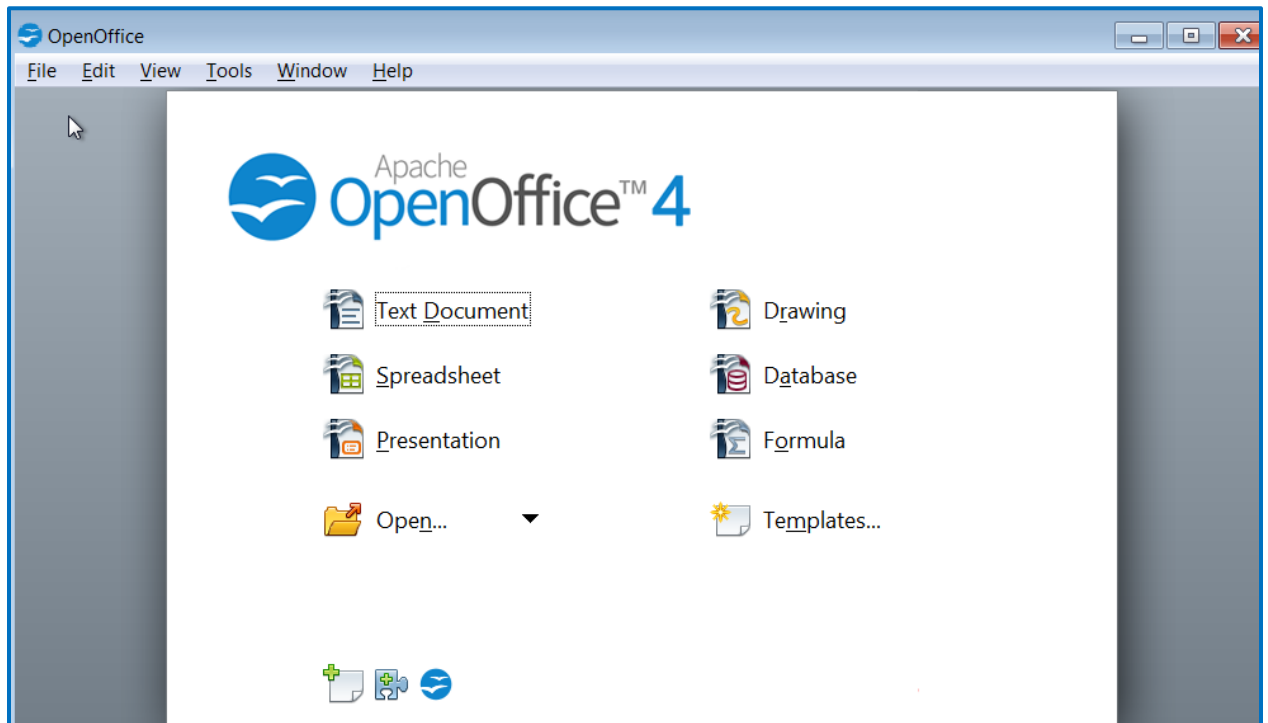 OpenOffice
File Edit View Tools Window Help
Apache
OpenOffice™ 4
Text Document
Drawing
Spreadsheet
Database
Presentation
Formula
Open...
Templates...